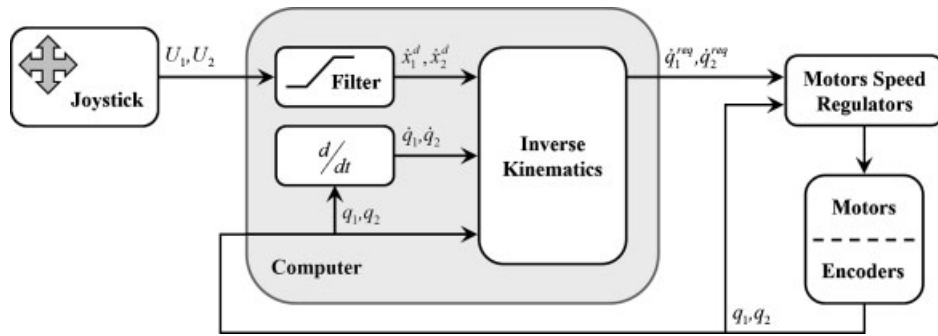 U₁,U₂
Joystick
ẋ₁ᵈ,ẋ₂ᵈ
Filter
q̇₁,q̇₂
d/dt
q₁,q₂
Computer
Inverse
Kinematics
q̇₁ʳᵉq,q̇₂ʳᵉq
Motors Speed
Regulators
Motors
Encoders
q₁,q₂